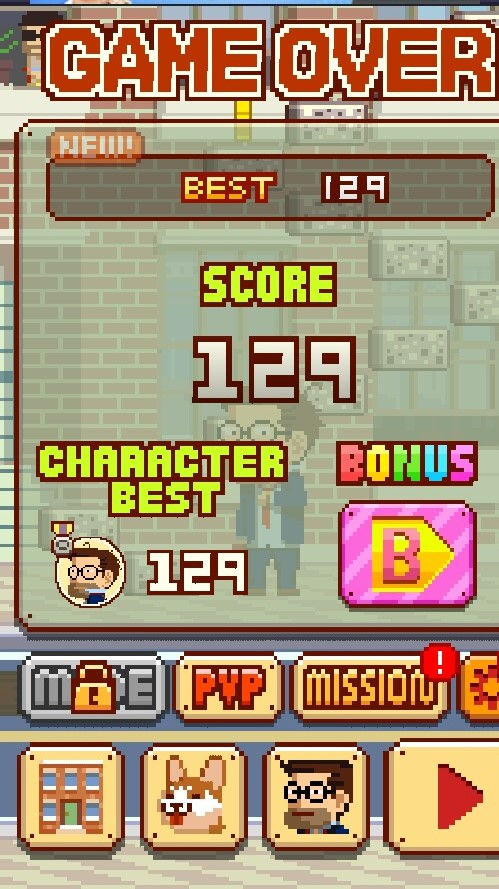 GAME OVER
NEW!!
BEST 129
SCORE
129
CHARACTER BONUS
BEST
B
129
PVP MISSION !